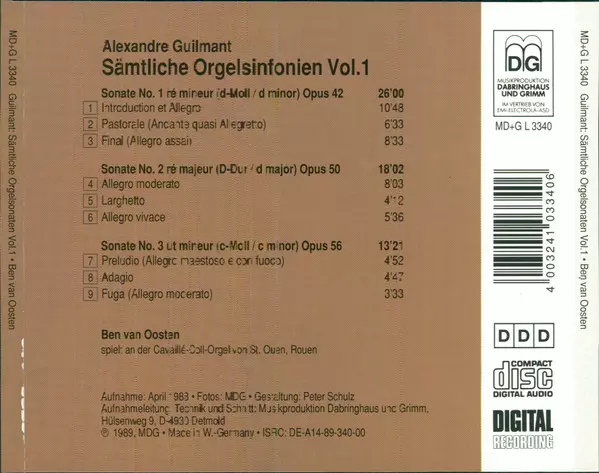 MD+G L 3340 Guilmant: Sämtliche Orgelsonaten Vol.1 • Ben van Oosten
Alexandre Guilmant
Sämtliche Orgelsinfonien Vol.1
Sonate No. 1 ré mineur (d-Moll / d minor) Opus 42 26'00
1 Introduction et Allegro 10'48
2 Pastorale (Andante quasi Allegretto) 6'33
3 Final (Allegro assai) 8'33
Sonate No. 2 ré majeur (D-Dur / d major) Opus 50 18'02
4 Allegro moderato 8'03
5 Larghetto 4'12
6 Allegro vivace 5'36
Sonate No. 3 ut mineur (c-Moll / c minor) Opus 56 13'21
7 Preludio (Allegro maestoso e con fuoco) 4'52
8 Adagio 4'47
9 Fuga (Allegro moderato) 3'33
Ben van Oosten
spielt an der Cavaillé-Coll-Orgel von St. Ouen, Rouen
Aufnahme: April 1988 • Fotos: MDG • Gestaltung: Peter Schulz
Aufnahmeleitung, Technik und Schnitt: Musikproduktion Dabringhaus und Grimm,
Hülsenweg 9, D-4930 Detmold
℗ 1989, MDG • Made in W.-Germany • ISRC: DE-A14-89-340-00
DG
MUSIKPRODUKTION
DABRINGHAUS
UND GRIMM
IM VERTRIEB VON
EMI-ELECTROLA-ASD
MD+G L 3340
4 003241 033406
DDD
COMPACT
disc
DIGITAL AUDIO
DIGITAL
RECORDING
MD+G L 3340 Guilmant: Sämtliche Orgelsonaten Vol.1 • Ben van Oosten